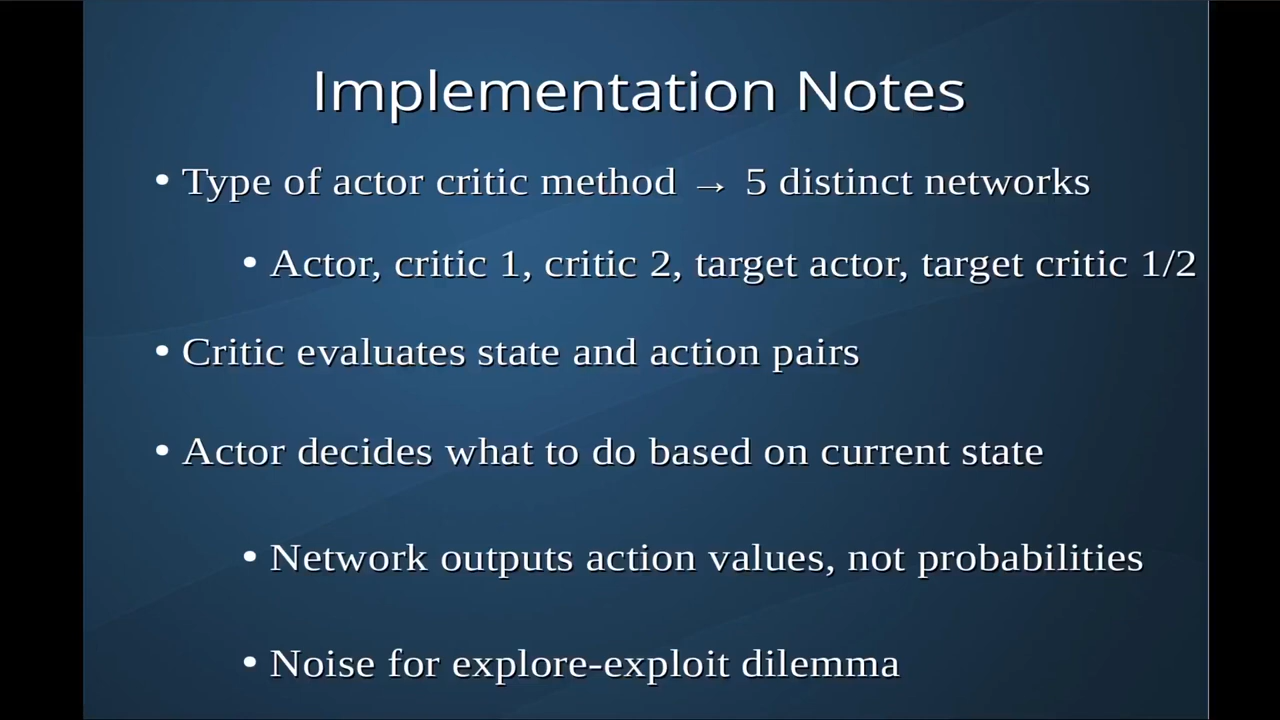 Implementation Notes
• Type of actor critic method → 5 distinct networks
• Actor, critic 1, critic 2, target actor, target critic 1/2
• Critic evaluates state and action pairs
• Actor decides what to do based on current state
• Network outputs action values, not probabilities
• Noise for explore-exploit dilemma